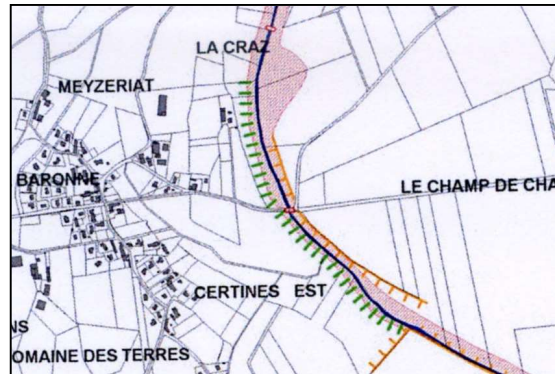 LA CRAZ
MEYZERIAT
BARONNE
LE CHAMP DE CHA
CERTINES EST
NS
OMAINE DES TERRES